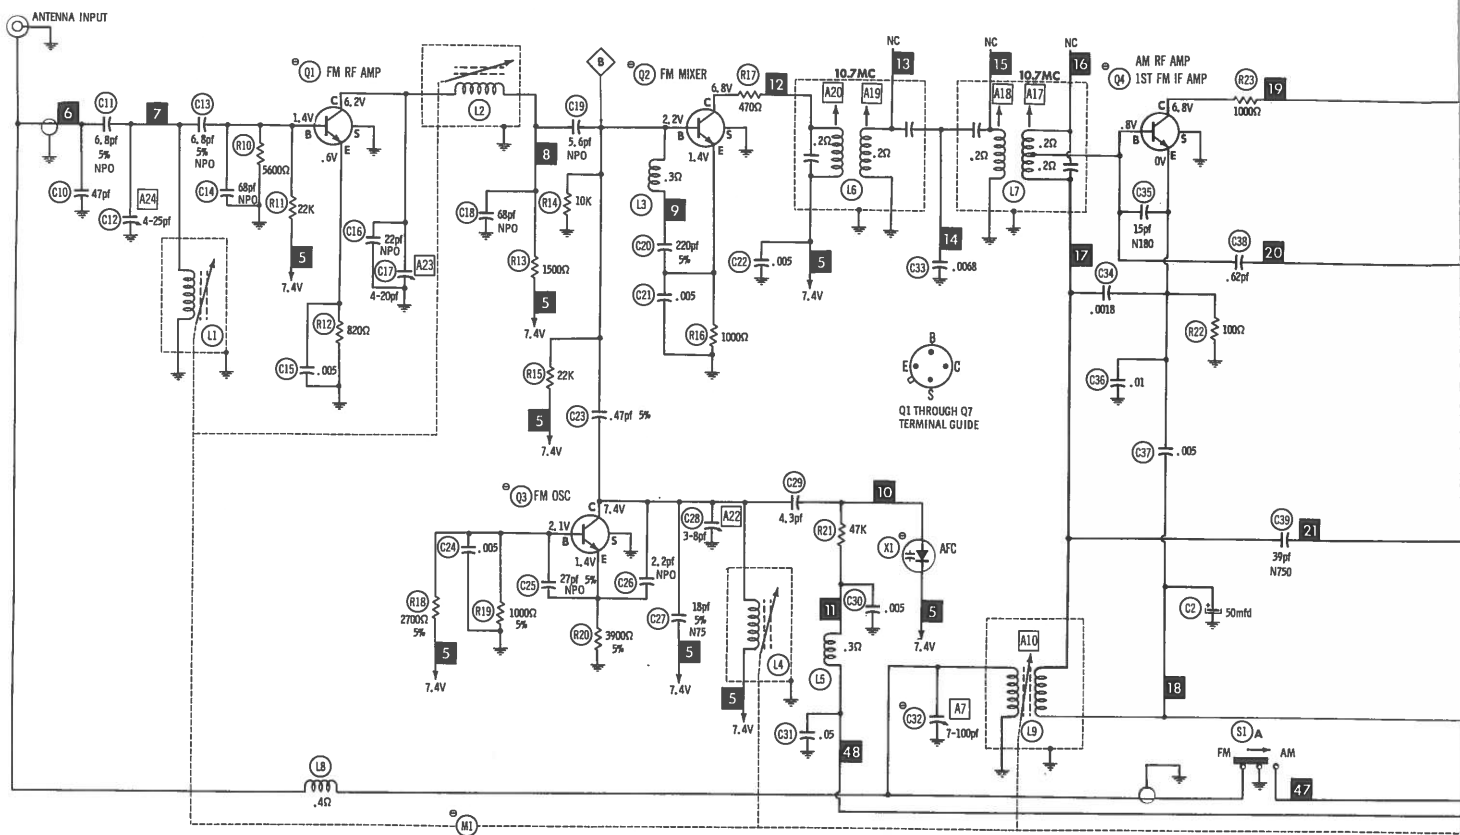 ANTENNA INPUT
Q1 FM RF AMP
L2
B
Q2 FM MIXER
R17
12
470Ω
10.7MC
NC
13
A20
A19
NC
15
10.7MC
NC
16
A18
A17
Q4
AM RF AMP
1ST FM IF AMP
R23
1000Ω
19
6
C11
6.8pf
5%
NPO
7
C13
6.8pf
5%
NPO
C10
47pf
C12
A24
4-25pf
C14
68pf
NPO
R10
5600Ω
R11
22K
5
7.4V
1.4V
B
C
6.2V
S
E
.6V
C16
22pf
NPO
C17
A23
4-20pf
L1
R12
820Ω
C15
.005
C19
5.6pf
NPO
8
C18
68pf
NPO
R14
10K
R13
1500Ω
5
7.4V
R15
22K
5
7.4V
C23
.47pf 5%
2.2V
B
6.8V
C
S
1.4V
E
.3Ω
L3
9
C20
220pf
5%
C21
.005
R16
1000Ω
.2Ω
.2Ω
L6
C22
.005
5
7.4V
14
C33
.0068
.2Ω
.2Ω
.2Ω
L7
17
C34
.0018
.8V
B
C
6.8V
S
E
0V
C35
15pf
N180
C38
.62pf
20
R22
100Ω
C36
.01
C37
.005
B
E
C
S
Q1 THROUGH Q7
TERMINAL GUIDE
Q3 FM OSC
C
7.4V
2.1V
B
S
E
1.4V
C24
.005
C25
27pf 5%
NPO
C26
2.2pf
NPO
R18
2700Ω
5%
5
7.4V
R19
1000Ω
5%
R20
3900Ω
5%
C27
18pf
5%
N75
5
7.4V
C28
3-8pf
A22
L4
5
7.4V
C29
4.3pf
R21
47K
10
X1
AFC
5
7.4V
11
C30
.005
.3Ω
L5
C31
.05
48
C32
A7
7-100pf
A10
L9
C39
39pf
N750
21
C2
50mfd
18
S1 A
FM
AM
47
L8
.4Ω
M1